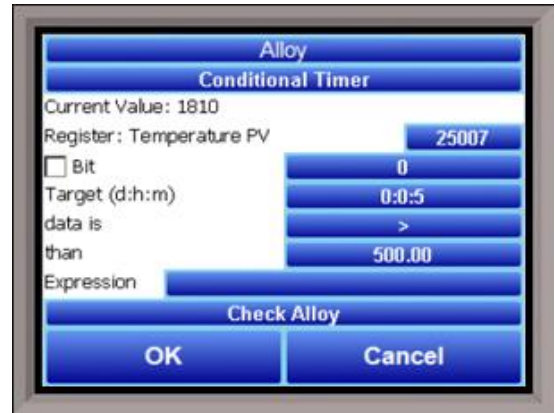 Alloy
Conditional Timer
Current Value: 1810
Register: Temperature PV 25007
Bit 0
Target (d:h:m) 0:0:5
data is >
than 500.00
Expression
Check Alloy
OK Cancel